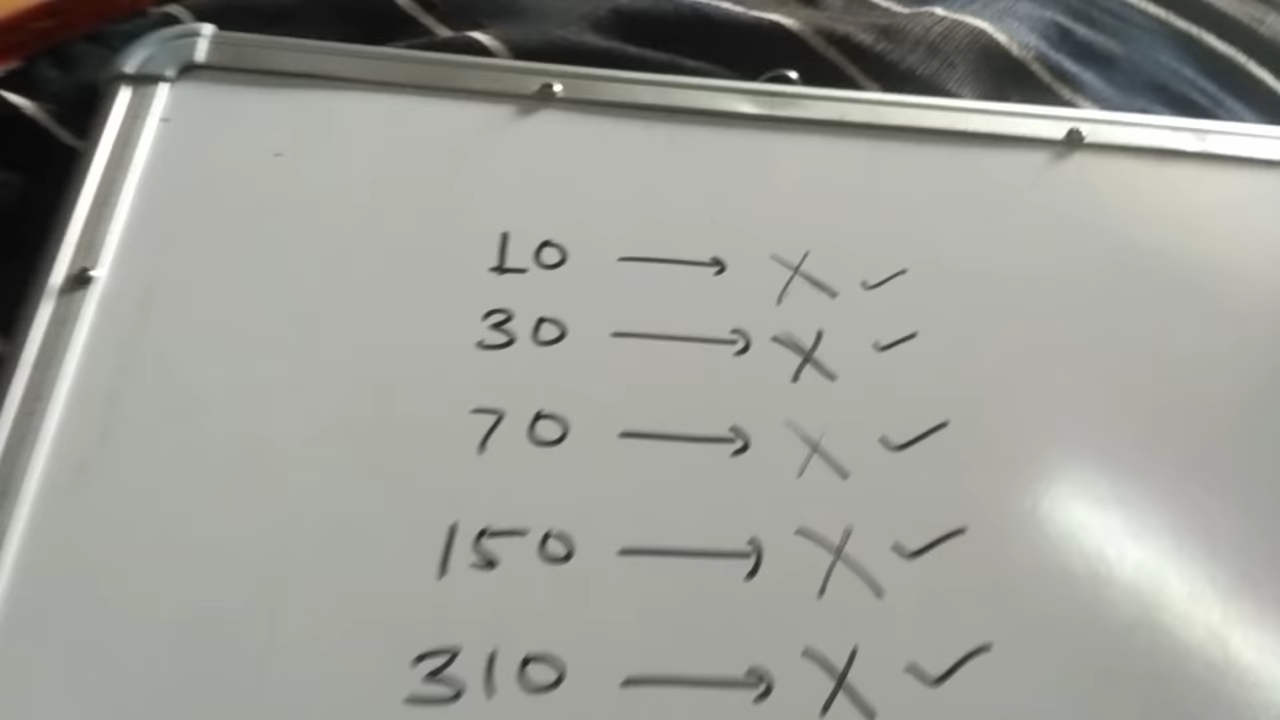 10 → X ✓
30 → X ✓
70 → X ✓
150 → X ✓
310 → X ✓